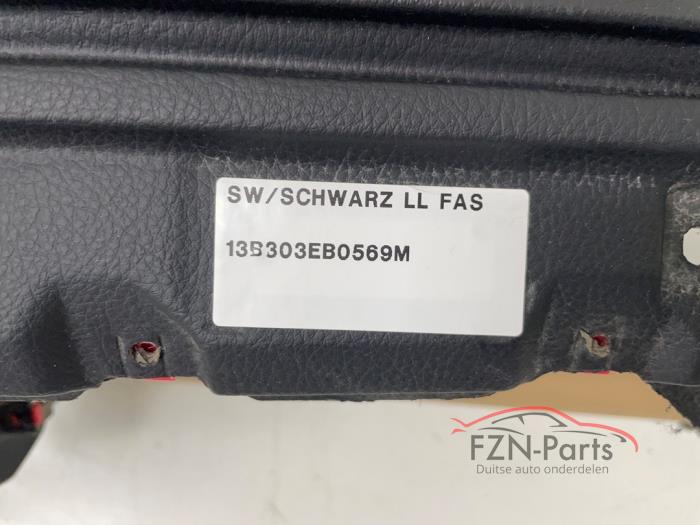 SW/SCHWARZ LL FAS
13B303EB0569M
FZN-Parts
Duitse auto onderdelen